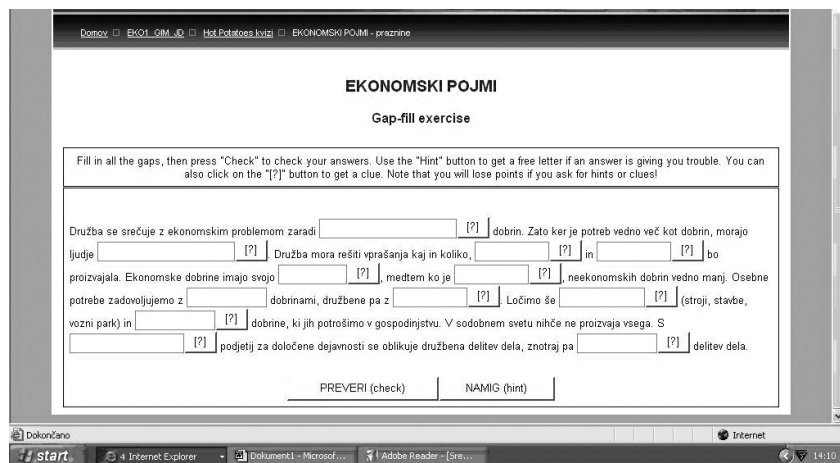 Domov □ EKO1_GIM_JD □ Hot Potatoes kvizi □ EKONOMSKI POJMI - praznine
EKONOMSKI POJMI
Gap-fill exercise
Fill in all the gaps, then press "Check" to check your answers. Use the "Hint" button to get a free letter if an answer is giving you trouble. You can
also click on the "[?]" button to get a clue. Note that you will lose points if you ask for hints or clues!
Družba se srečuje z ekonomskim problemom zaradi [?] dobrin. Zato ker je potreb vedno več kot dobrin, morajo
ljudje [?]. Družba mora rešiti vprašanja kaj in koliko, [?] in [?] bo
proizvajala. Ekonomske dobrine imajo svojo [?], medtem ko je [?], neekonomskih dobrin vedno manj. Osebne
potrebe zadovoljujemo z dobrinami, družbene pa z [?]. Ločimo še [?] (stroji, stavbe,
vozni park) in [?] dobrine, ki jih potrošimo v gospodinjstvu. V sodobnem svetu nihče ne proizvaja vsega. S
[?] podjetij za določene dejavnosti se oblikuje družbena delitev dela, znotraj pa [?] delitev dela.
PREVERI (check) NAMIG (hint)
Dokončano Internet
start 4 Internet Explorer Dokument1 - Microsof... Adobe Reader - [Sre... 14:10